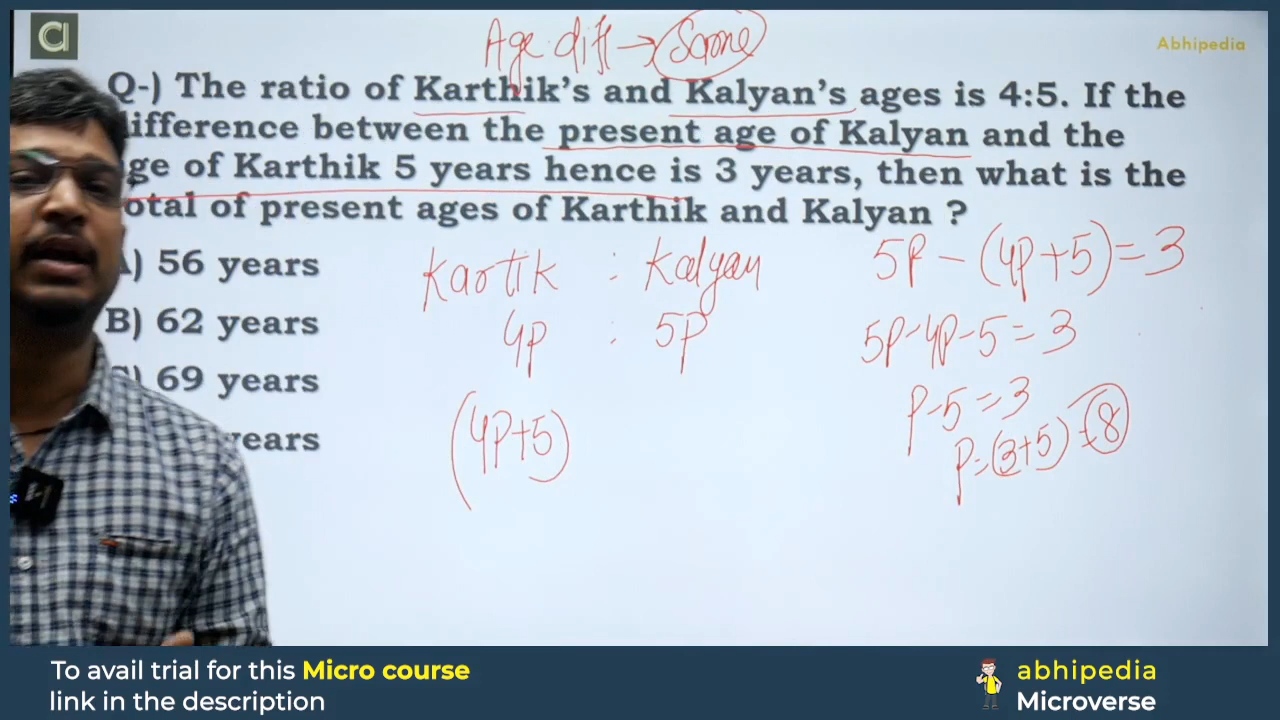 Age diff → Same
Abhipedia
Q-) The ratio of Karthik's and Kalyan's ages is 4:5. If the
ifference between the present age of Kalyan and the
ge of Karthik 5 years hence is 3 years, then what is the
otal of present ages of Karthik and Kalyan ?
A) 56 years
B) 62 years
C) 69 years
years
Kartik : Kalyan
4P : 5P
(4P+5)
5P - (4P+5) = 3
5P-4P-5 = 3
P-5 = 3
P=(3+5) = 8
To avail trial for this Micro course
link in the description
abhipedia
Microverse